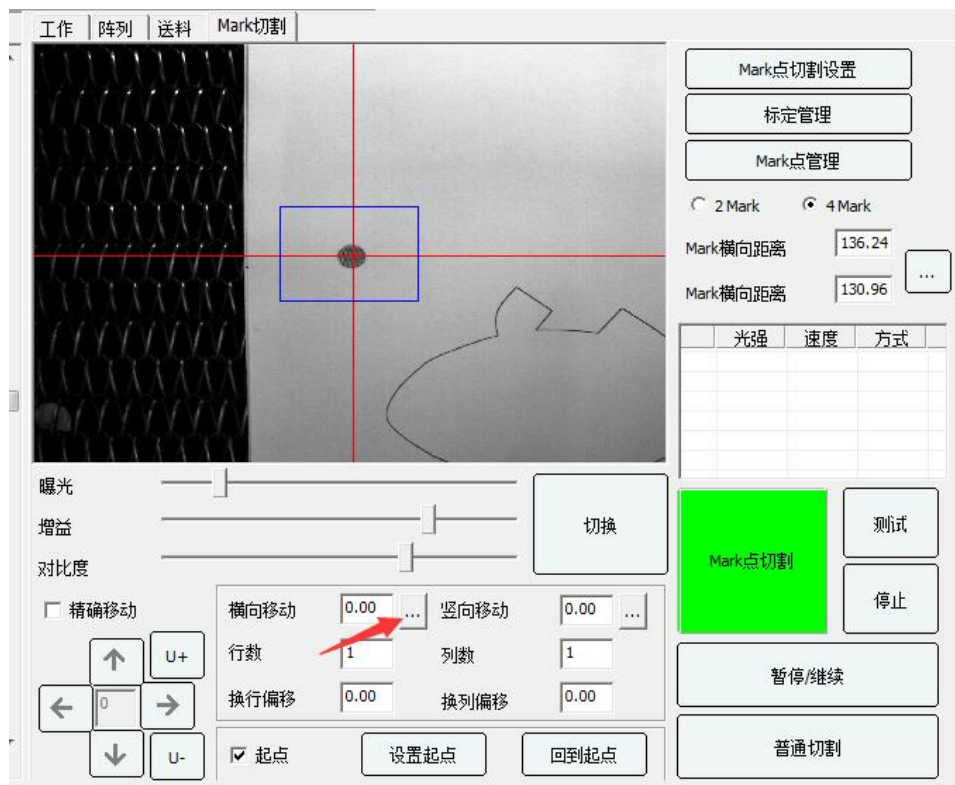 工作 阵列 送料 Mark切割
Mark点切割设置
标定管理
Mark点管理
2 Mark 4 Mark
Mark横向距离 136.24
...
Mark横向距离 130.96
光强 速度 方式
曝光
增益
对比度
切换
Mark点切割
测试
停止
精确移动
横向移动 0.00 ... 竖向移动 0.00 ...
行数 1 列数 1
换行偏移 0.00 换列偏移 0.00
U+
0
U-
起点 设置起点 回到起点
暂停/继续
普通切割